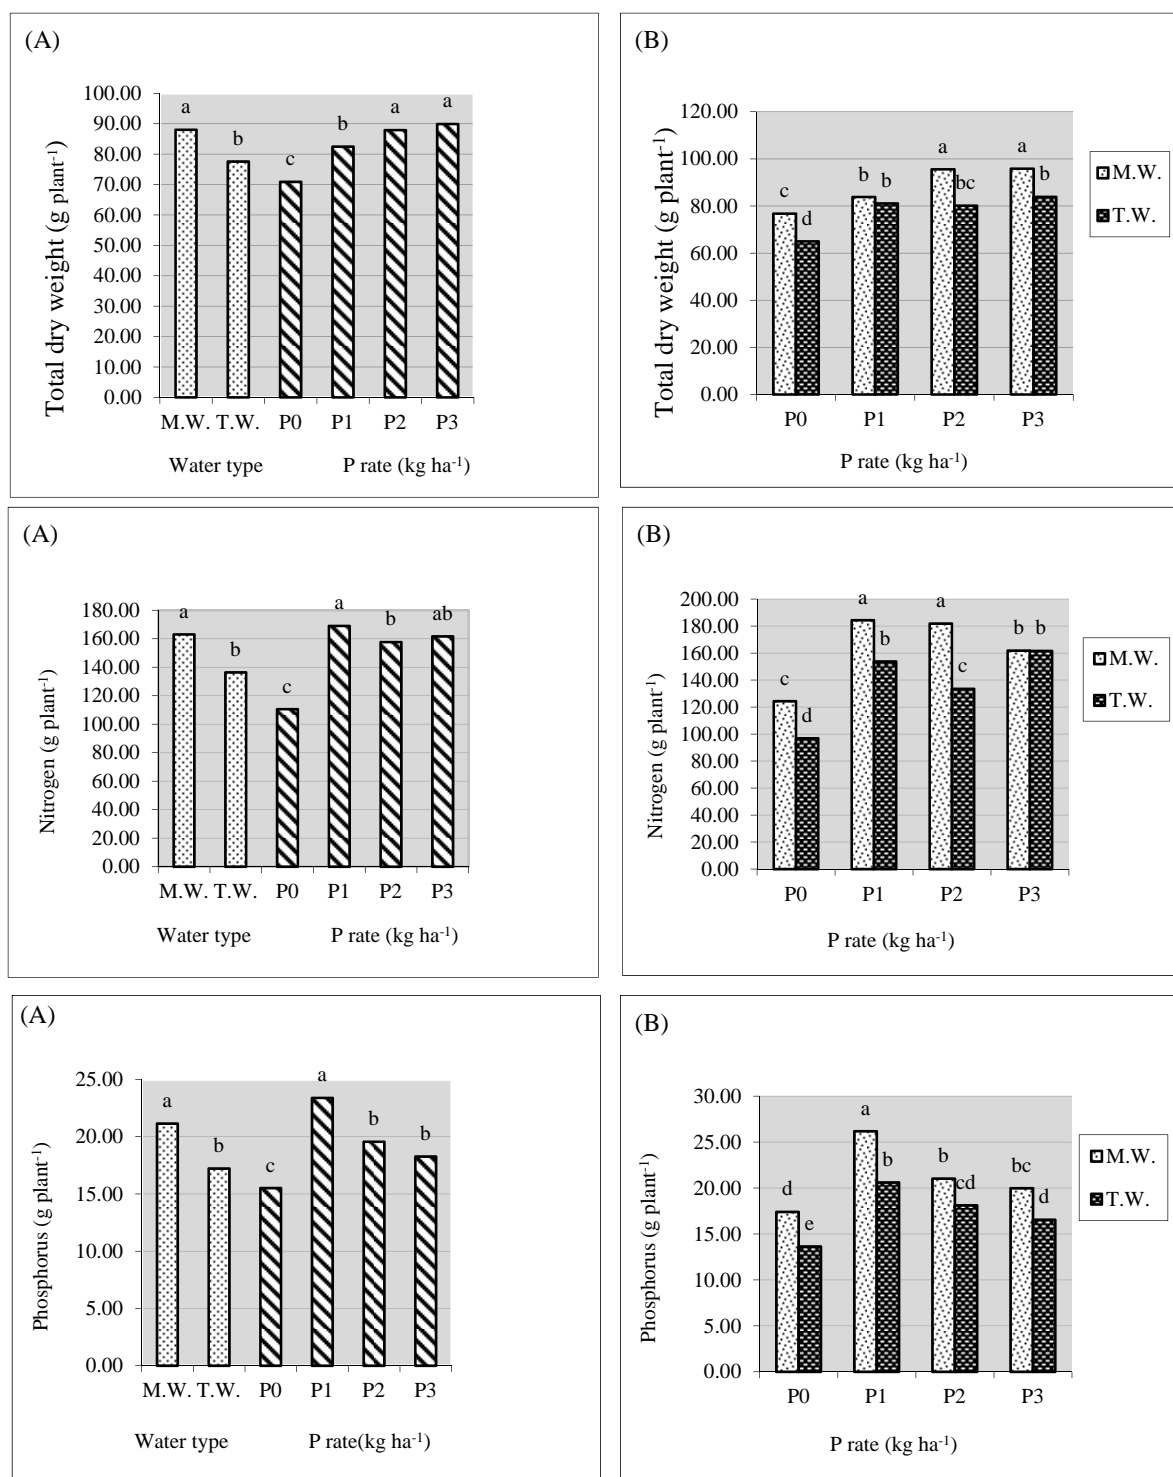 (A)
Total dry weight (g plant-1)
100.00
90.00
80.00
70.00
60.00
50.00
40.00
30.00
20.00
10.00
0.00
a
b
c
b
a
a
M.W. T.W. P0 P1 P2 P3
Water type P rate (kg ha-1)
(B)
Total dry weight (g plant-1)
120.00
100.00
80.00
60.00
40.00
20.00
0.00
c
d
b
b
a
bc
a
b
P0 P1 P2 P3
P rate (kg ha-1)
M.W.
T.W.
(A)
Nitrogen (g plant-1)
180.00
160.00
140.00
120.00
100.00
80.00
60.00
40.00
20.00
0.00
a
b
c
a
b
ab
M.W. T.W. P0 P1 P2 P3
Water type P rate (kg ha-1)
(B)
Nitrogen (g plant-1)
200.00
180.00
160.00
140.00
120.00
100.00
80.00
60.00
40.00
20.00
0.00
c
d
a
b
a
c
b
b
P0 P1 P2 P3
P rate (kg ha-1)
M.W.
T.W.
(A)
Phosphorus (g plant-1)
25.00
20.00
15.00
10.00
5.00
0.00
a
b
c
a
b
b
M.W. T.W. P0 P1 P2 P3
Water type P rate(kg ha-1)
(B)
Phosphorus (g plant-1)
30.00
25.00
20.00
15.00
10.00
5.00
0.00
d
e
a
b
b
cd
bc
d
P0 P1 P2 P3
P rate (kg ha-1)
M.W.
T.W.